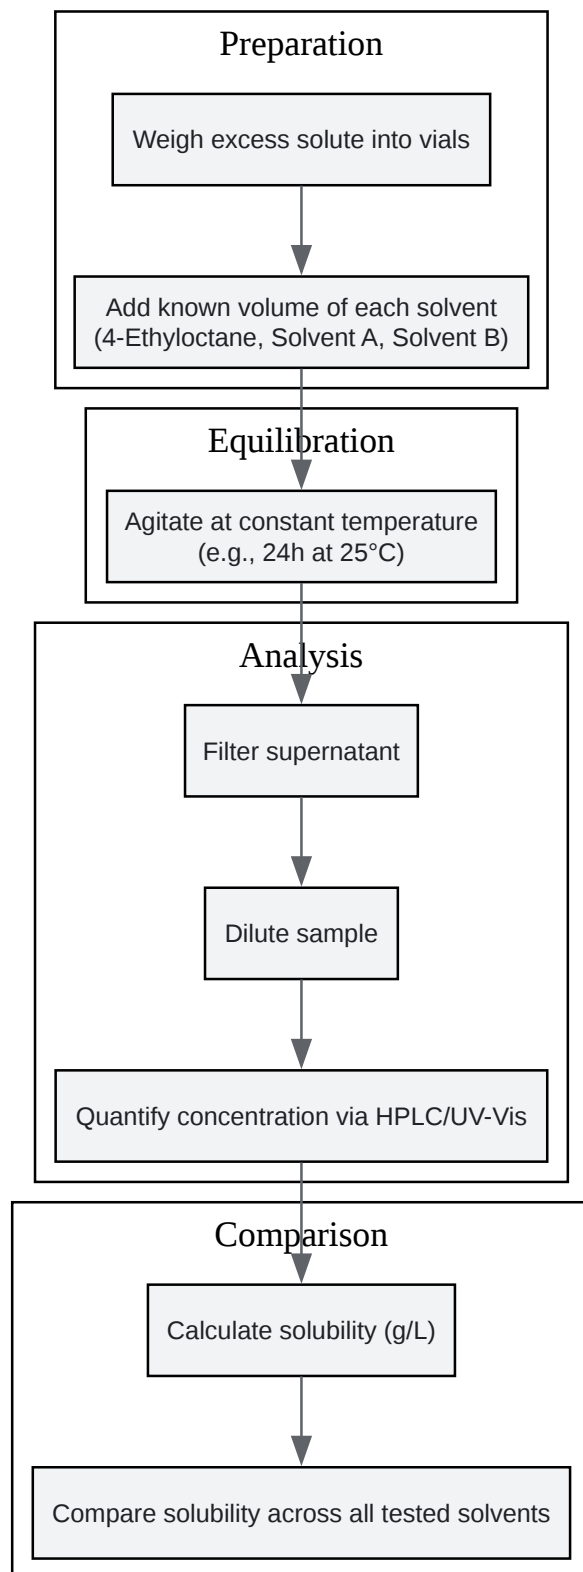 Preparation
Weigh excess solute into vials
Add known volume of each solvent
(4-Ethyloctane, Solvent A, Solvent B)
Equilibration
Agitate at constant temperature
(e.g., 24h at 25°C)
Analysis
Filter supernatant
Dilute sample
Quantify concentration via HPLC/UV-Vis
Comparison
Calculate solubility (g/L)
Compare solubility across all tested solvents